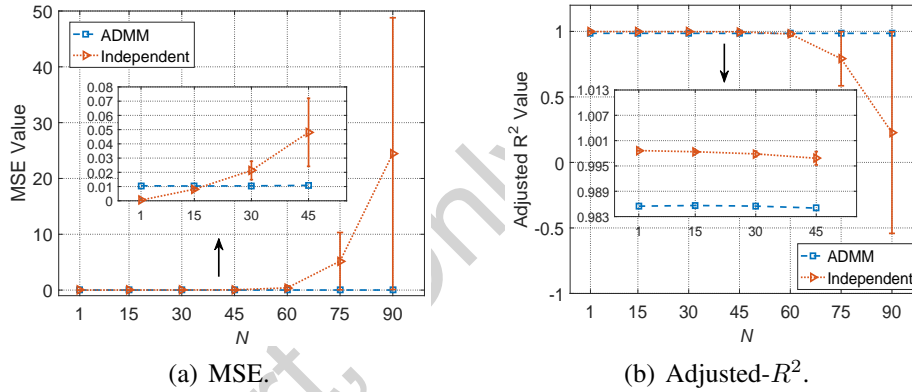 50
40
30
20
10
0
MSE Value
ADMM
Independent
0.08
0.07
0.06
0.05
0.04
0.03
0.02
0.01
0
1 15 30 45
1 15 30 45 60 75 90
N
(a) MSE.
1
0.5
0
-0.5
-1
Adjusted R² Value
1.013
1.007
1.001
0.995
0.989
0.983
1 15 30 45
ADMM
Independent
1 15 30 45 60 75 90
N
(b) Adjusted-R².
Only